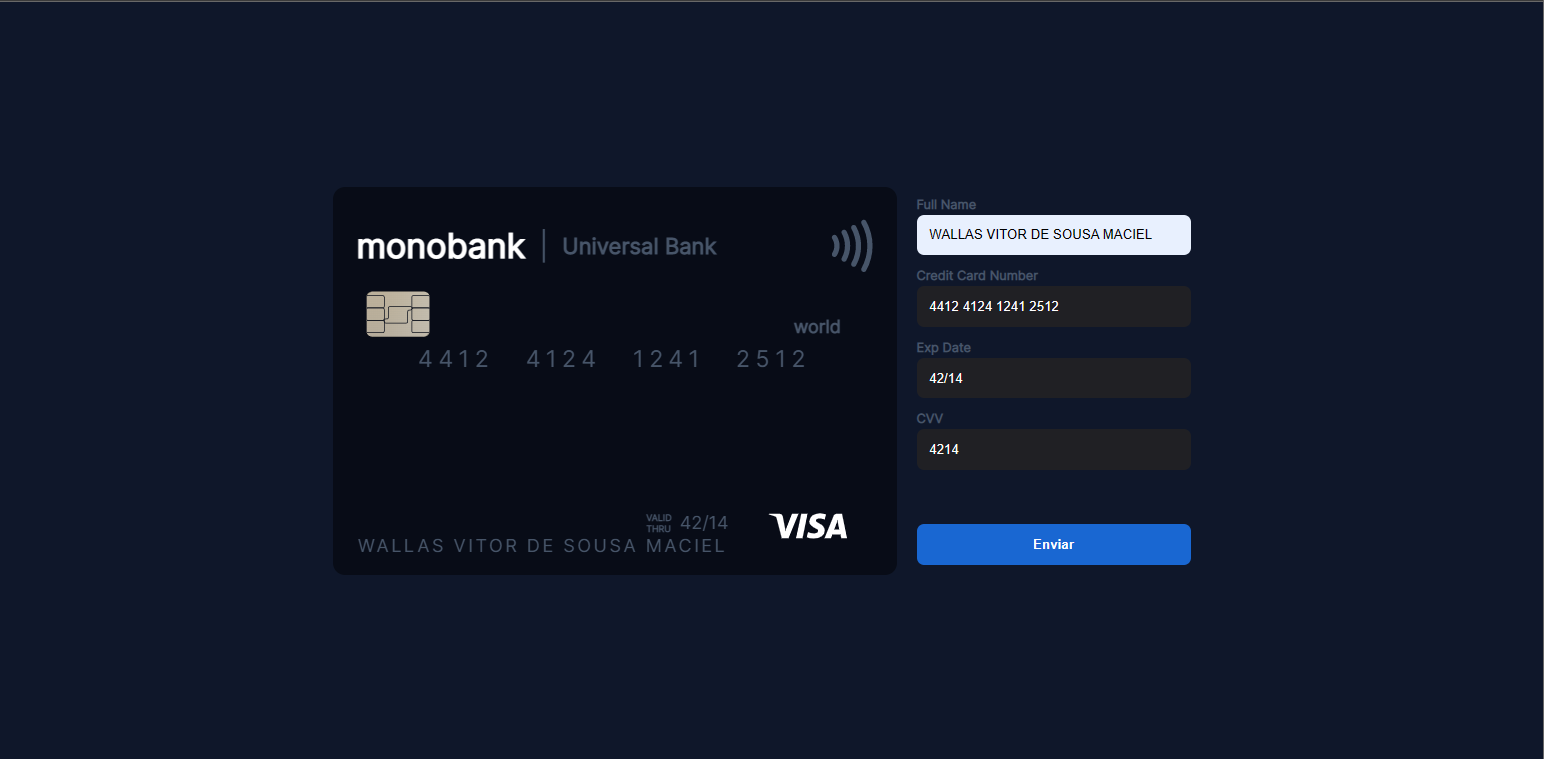 monobank | Universal Bank
world
4412 4124 1241 2512
VALID
THRU 42/14
VISA
WALLAS VITOR DE SOUSA MACIEL
Full Name
WALLAS VITOR DE SOUSA MACIEL
Credit Card Number
4412 4124 1241 2512
Exp Date
42/14
CVV
4214
Enviar